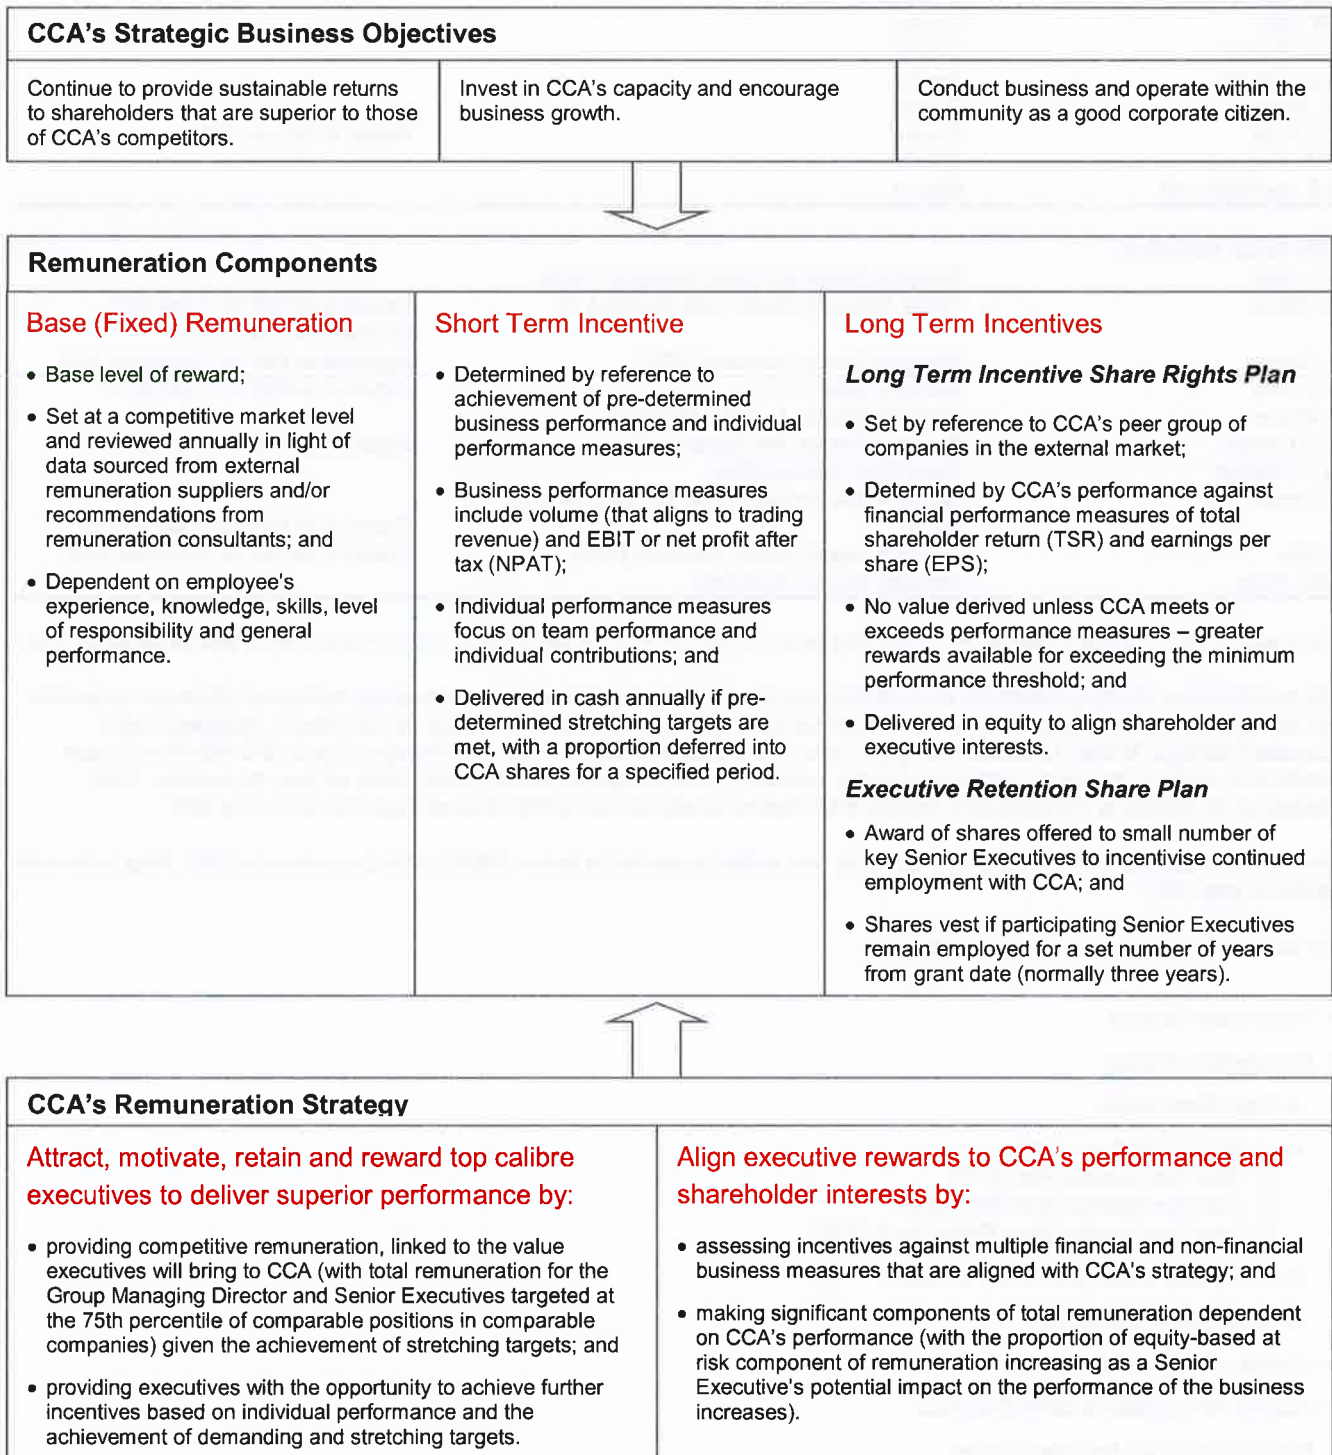 CCA's Strategic Business Objectives
Continue to provide sustainable returns
to shareholders that are superior to those
of CCA's competitors.
Invest in CCA's capacity and encourage
business growth.
Conduct business and operate within the
community as a good corporate citizen.
Remuneration Components
Base (Fixed) Remuneration
• Base level of reward;
• Set at a competitive market level
and reviewed annually in light of
data sourced from external
remuneration suppliers and/or
recommendations from
remuneration consultants; and
• Dependent on employee's
experience, knowledge, skills, level
of responsibility and general
performance.
Short Term Incentive
• Determined by reference to
achievement of pre-determined
business performance and individual
performance measures;
• Business performance measures
include volume (that aligns to trading
revenue) and EBIT or net profit after
tax (NPAT);
• Individual performance measures
focus on team performance and
individual contributions; and
• Delivered in cash annually if pre-
determined stretching targets are
met, with a proportion deferred into
CCA shares for a specified period.
Long Term Incentives
Long Term Incentive Share Rights Plan
• Set by reference to CCA's peer group of
companies in the external market;
• Determined by CCA's performance against
financial performance measures of total
shareholder return (TSR) and earnings per
share (EPS);
• No value derived unless CCA meets or
exceeds performance measures – greater
rewards available for exceeding the minimum
performance threshold; and
• Delivered in equity to align shareholder and
executive interests.
Executive Retention Share Plan
• Award of shares offered to small number of
key Senior Executives to incentivise continued
employment with CCA; and
• Shares vest if participating Senior Executives
remain employed for a set number of years
from grant date (normally three years).
CCA's Remuneration Strategy
Attract, motivate, retain and reward top calibre
executives to deliver superior performance by:
• providing competitive remuneration, linked to the value
executives will bring to CCA (with total remuneration for the
Group Managing Director and Senior Executives targeted at
the 75th percentile of comparable positions in comparable
companies) given the achievement of stretching targets; and
• providing executives with the opportunity to achieve further
incentives based on individual performance and the
achievement of demanding and stretching targets.
Align executive rewards to CCA's performance and
shareholder interests by:
• assessing incentives against multiple financial and non-financial
business measures that are aligned with CCA's strategy; and
• making significant components of total remuneration dependent
on CCA's performance (with the proportion of equity-based at
risk component of remuneration increasing as a Senior
Executive's potential impact on the performance of the business
increases).